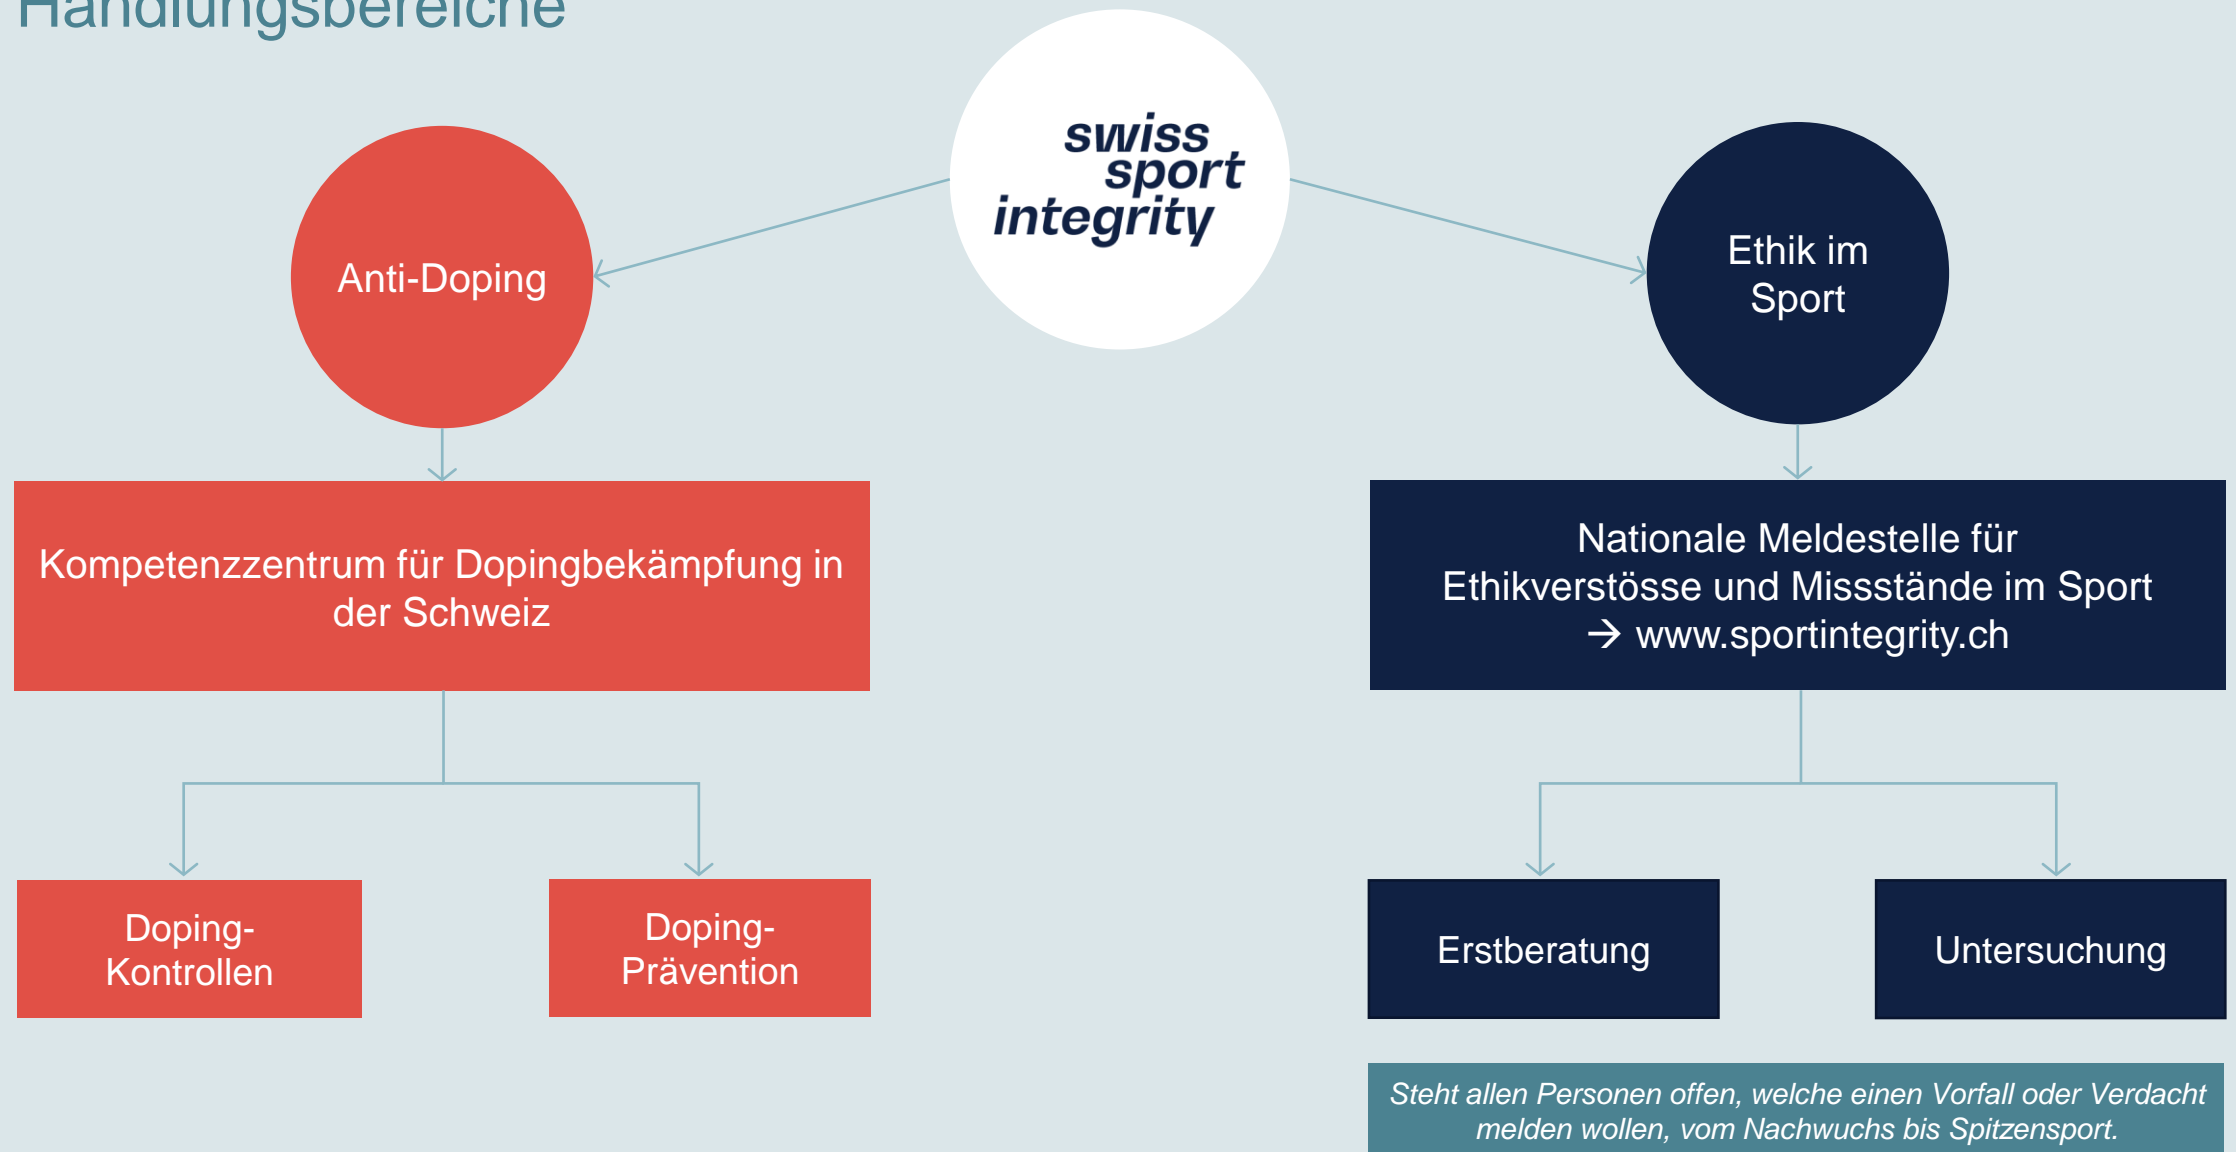 Handlungsbereiche
swiss
sport
integrity
Anti-Doping
Ethik im
Sport
Kompetenzzentrum für Dopingbekämpfung in
der Schweiz
Nationale Meldestelle für
Ethikverstösse und Missstände im Sport
→ www.sportintegrity.ch
Doping-
Kontrollen
Doping-
Prävention
Erstberatung
Untersuchung
Steht allen Personen offen, welche einen Vorfall oder Verdacht
melden wollen, vom Nachwuchs bis Spitzensport.